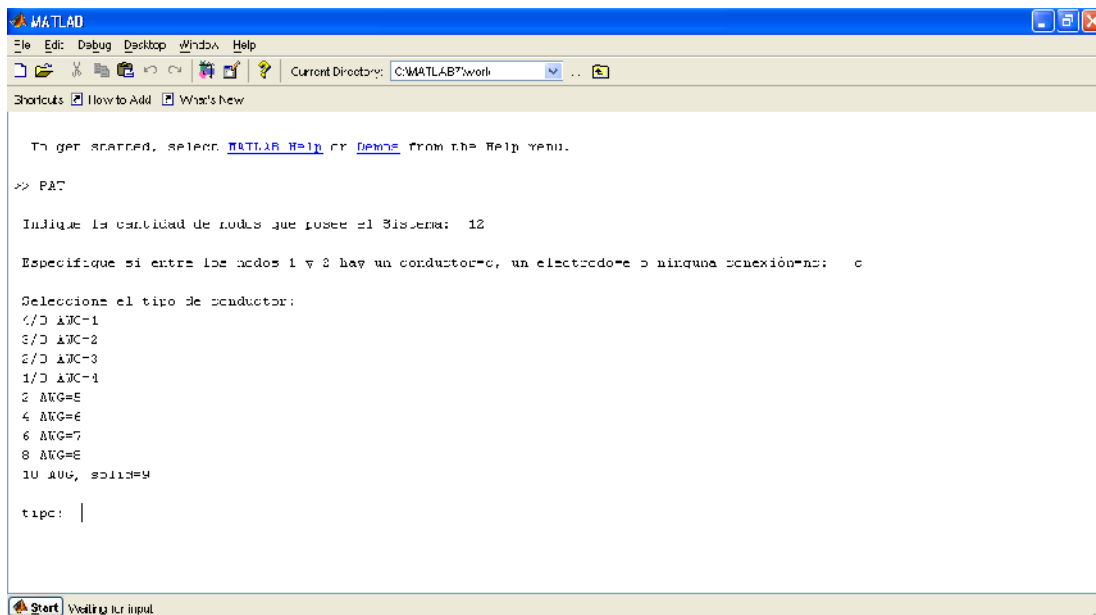 MATLAB
File Edit Debug Desktop Window Help
Current Directory: C:\MATLAB7\work ..
Shortcuts How to Add What's New
To get started, select MATLAB Help or Demos from the Help menu.
>> PAT
Indique la cantidad de nodos que posee el Sistema: 12
Especifique si entre los nodos 1 y 2 hay un conductor=c, un electrodo=e o ninguna conexión=nc: c
Seleccione el tipo de conductor:
4/0 AWG=1
3/0 AWG=2
2/0 AWG=3
1/0 AWG=4
2 AWG=5
4 AWG=6
6 AWG=7
8 AWG=8
10 AWG, solid=9
tipo:
Start Waiting for input